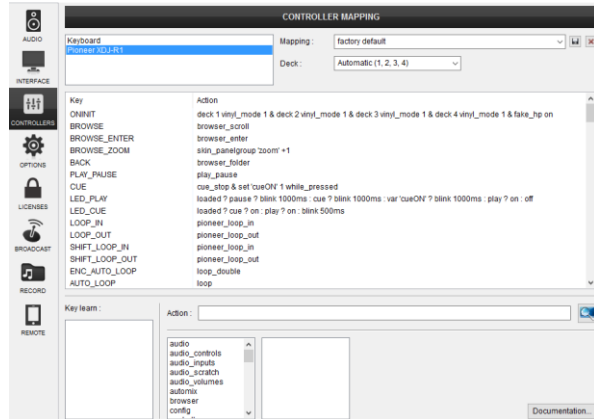 CONTROLLER MAPPING
AUDIO
INTERFACE
CONTROLLERS
OPTIONS
LICENSES
BROADCAST
RECORD
REMOTE
Keyboard
Pioneer XDJ-R1
Mapping : factory default
Deck : Automatic (1, 2, 3, 4)
Key Action
ONINIT deck 1 vinyl_mode 1 & deck 2 vinyl_mode 1 & deck 3 vinyl_mode 1 & deck 4 vinyl_mode 1 & fake_hp on
BROWSE browser_scroll
BROWSE_ENTER browser_enter
BROWSE_ZOOM skin_panelgroup 'zoom' +1
BACK browser_folder
PLAY_PAUSE play_pause
CUE cue_stop & set 'cueON' 1 while_pressed
LED_PLAY loaded ? pause ? blink 1000ms : cue ? blink 1000ms : var 'cueON' ? blink 1000ms : play ? on : off
LED_CUE loaded ? cue ? on : play ? on : blink 500ms
LOOP_IN pioneer_loop_in
LOOP_OUT pioneer_loop_out
SHIFT_LOOP_IN pioneer_loop_in
SHIFT_LOOP_OUT pioneer_loop_out
ENC_AUTO_LOOP loop_double
AUTO_LOOP loop
Key learn :
Action :
audio
audio_controls
audio_inputs
audio_scratch
audio_volumes
automix
browser
config
Documentation...